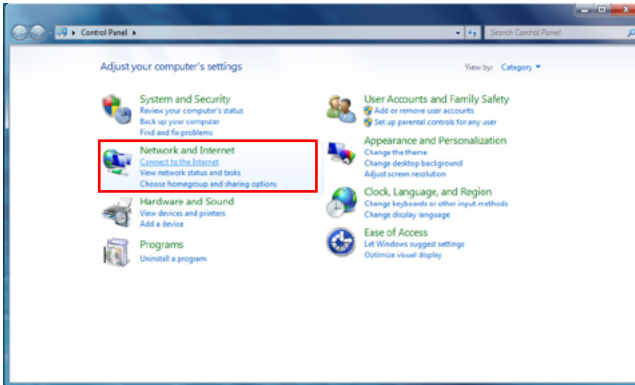 Control Panel
Search Control Panel
Adjust your computer's settings
View by: Category
System and Security
Review your computer's status
Back up your computer
Find and fix problems
Network and Internet
Connect to the Internet
View network status and tasks
Choose homegroup and sharing options
Hardware and Sound
View devices and printers
Add a device
Programs
Uninstall a program
User Accounts and Family Safety
Add or remove user accounts
Set up parental controls for any user
Appearance and Personalization
Change the theme
Change desktop background
Adjust screen resolution
Clock, Language, and Region
Change keyboards or other input methods
Change display language
Ease of Access
Let Windows suggest settings
Optimize visual display